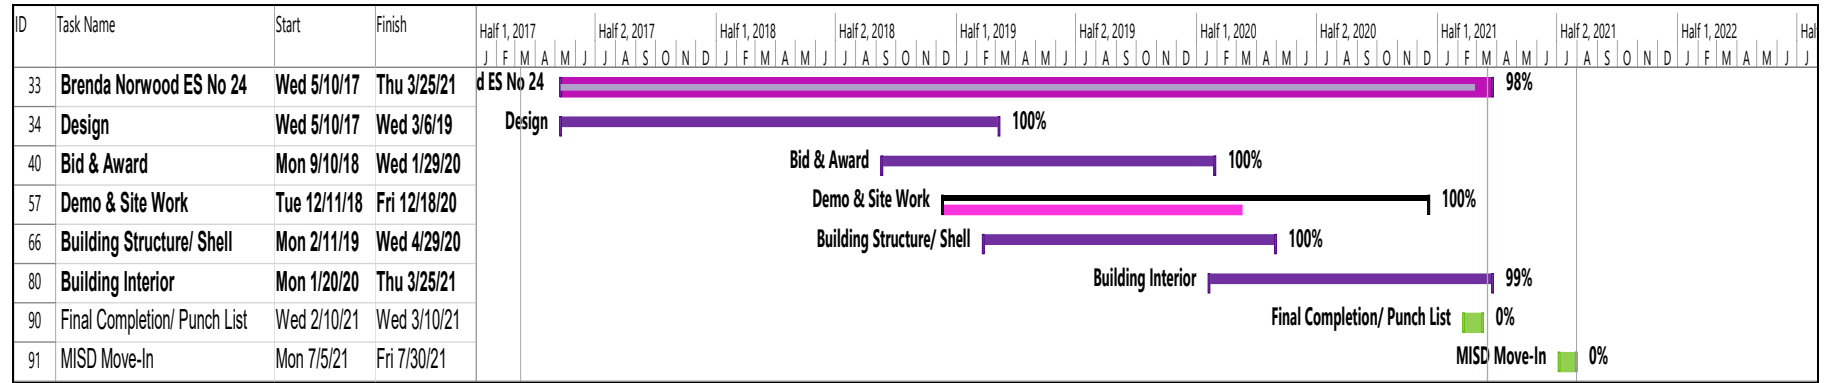 ID Task Name Start Finish Half 1, 2017 Half 2, 2017 Half 1, 2018 Half 2, 2018 Half 1, 2019 Half 2, 2019 Half 1, 2020 Half 2, 2020 Half 1, 2021 Half 2, 2021 Half 1, 2022 Hal
J F M A M J J A S O N D J F M A M J J A S O N D J F M A M J J A S O N D J F M A M J J A S O N D J F M A M J J A S O N D J F M A M J J
33 Brenda Norwood ES No 24 Wed 5/10/17 Thu 3/25/21 d ES No 24 98%
34 Design Wed 5/10/17 Wed 3/6/19 Design 100%
40 Bid & Award Mon 9/10/18 Wed 1/29/20 Bid & Award 100%
57 Demo & Site Work Tue 12/11/18 Fri 12/18/20 Demo & Site Work 100%
66 Building Structure/ Shell Mon 2/11/19 Wed 4/29/20 Building Structure/ Shell 100%
80 Building Interior Mon 1/20/20 Thu 3/25/21 Building Interior 99%
90 Final Completion/ Punch List Wed 2/10/21 Wed 3/10/21 Final Completion/ Punch List 0%
91 MISD Move-In Mon 7/5/21 Fri 7/30/21 MISD Move-In 0%